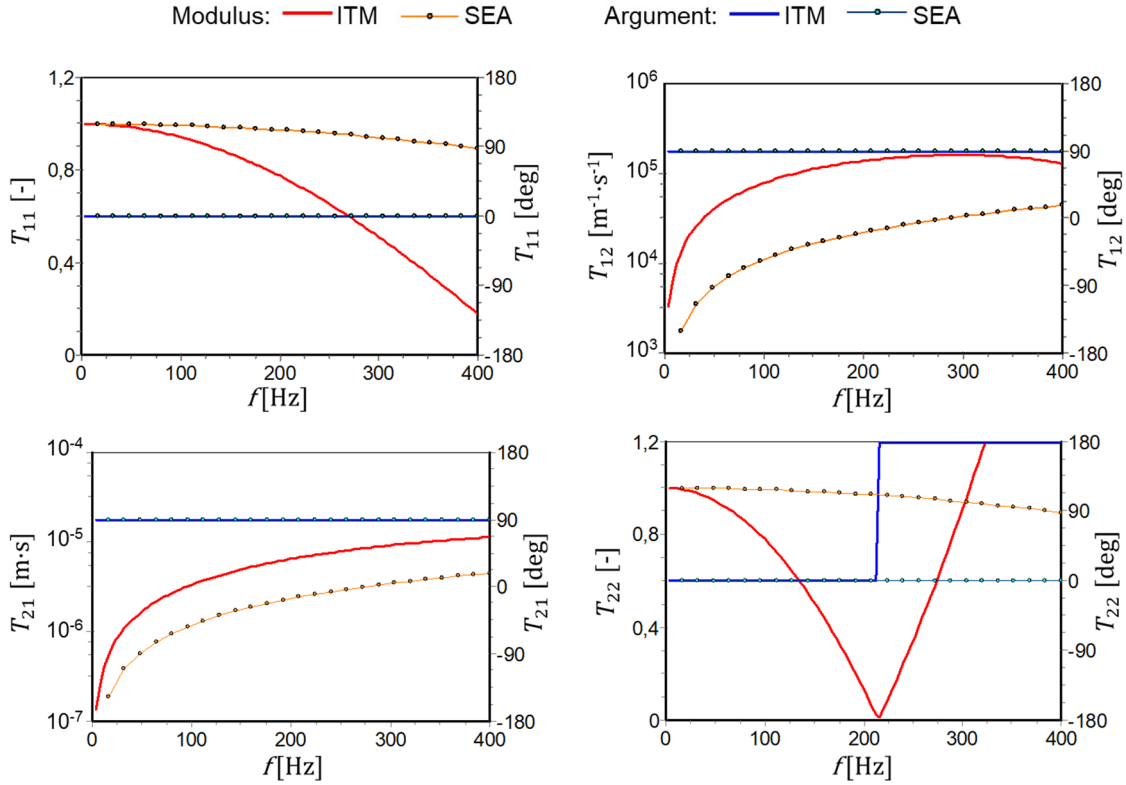 Modulus: ITM SEA Argument: ITM SEA
1,2 180
0.8 90
0,4 0
0 -90
-180
T11 [-]
T11 [deg]
0 100 200 300 400
f[Hz]
10^6 180
10^5 90
10^4 0
10^3 -90
-180
T12 [m^-1·s^-1]
T12 [deg]
0 100 200 300 400
f[Hz]
10^-4 180
10^-5 90
10^-6 0
10^-7 -90
-180
T21 [m·s]
T21 [deg]
0 100 200 300 400
f[Hz]
1,2 180
0.8 90
0,4 0
0 -90
-180
T22 [-]
T22 [deg]
0 100 200 300 400
f[Hz]